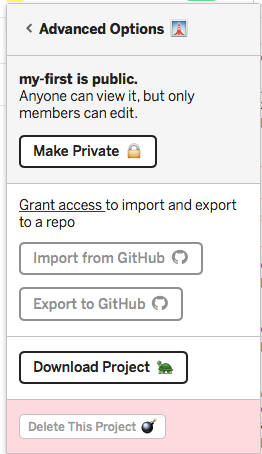 Advanced Options
my-first is public.
Anyone can view it, but only
members can edit.
Make Private
Grant access to import and export
to a repo
Import from GitHub
Export to GitHub
Download Project
Delete This Project